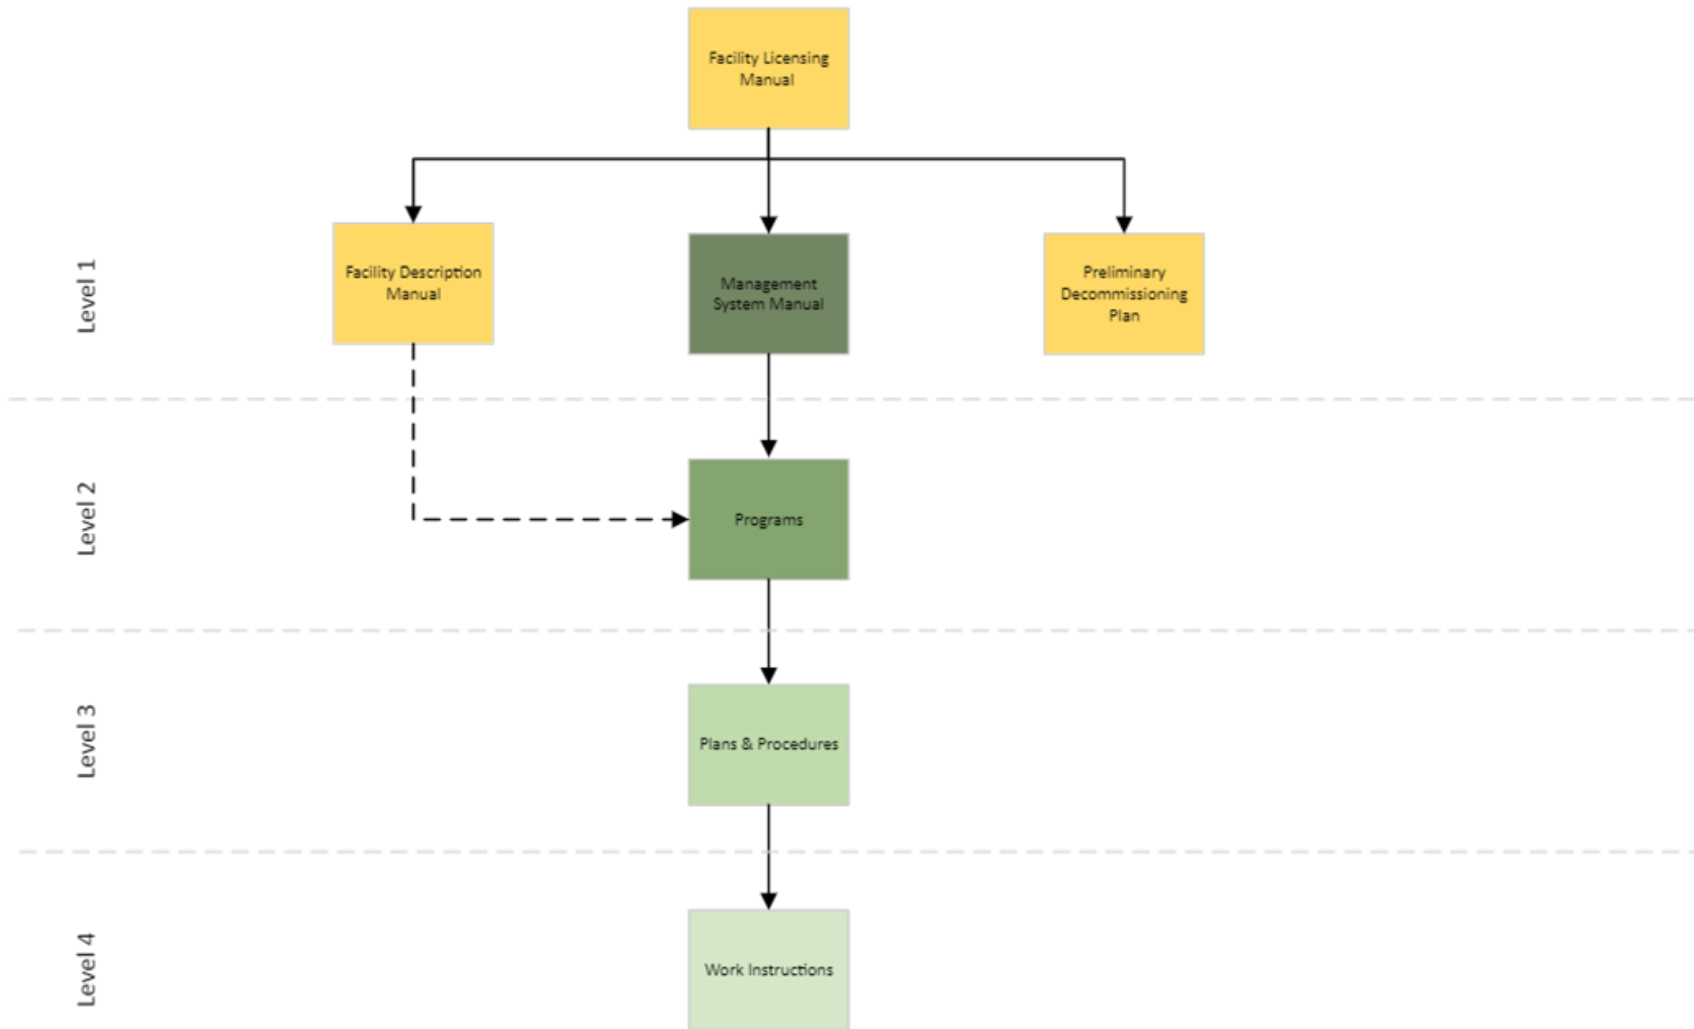 Facility Licensing
Manual
Level 1
Facility Description
Manual
Management
System Manual
Preliminary
Decommissioning
Plan
Level 2
Programs
Level 3
Plans & Procedures
Level 4
Work Instructions